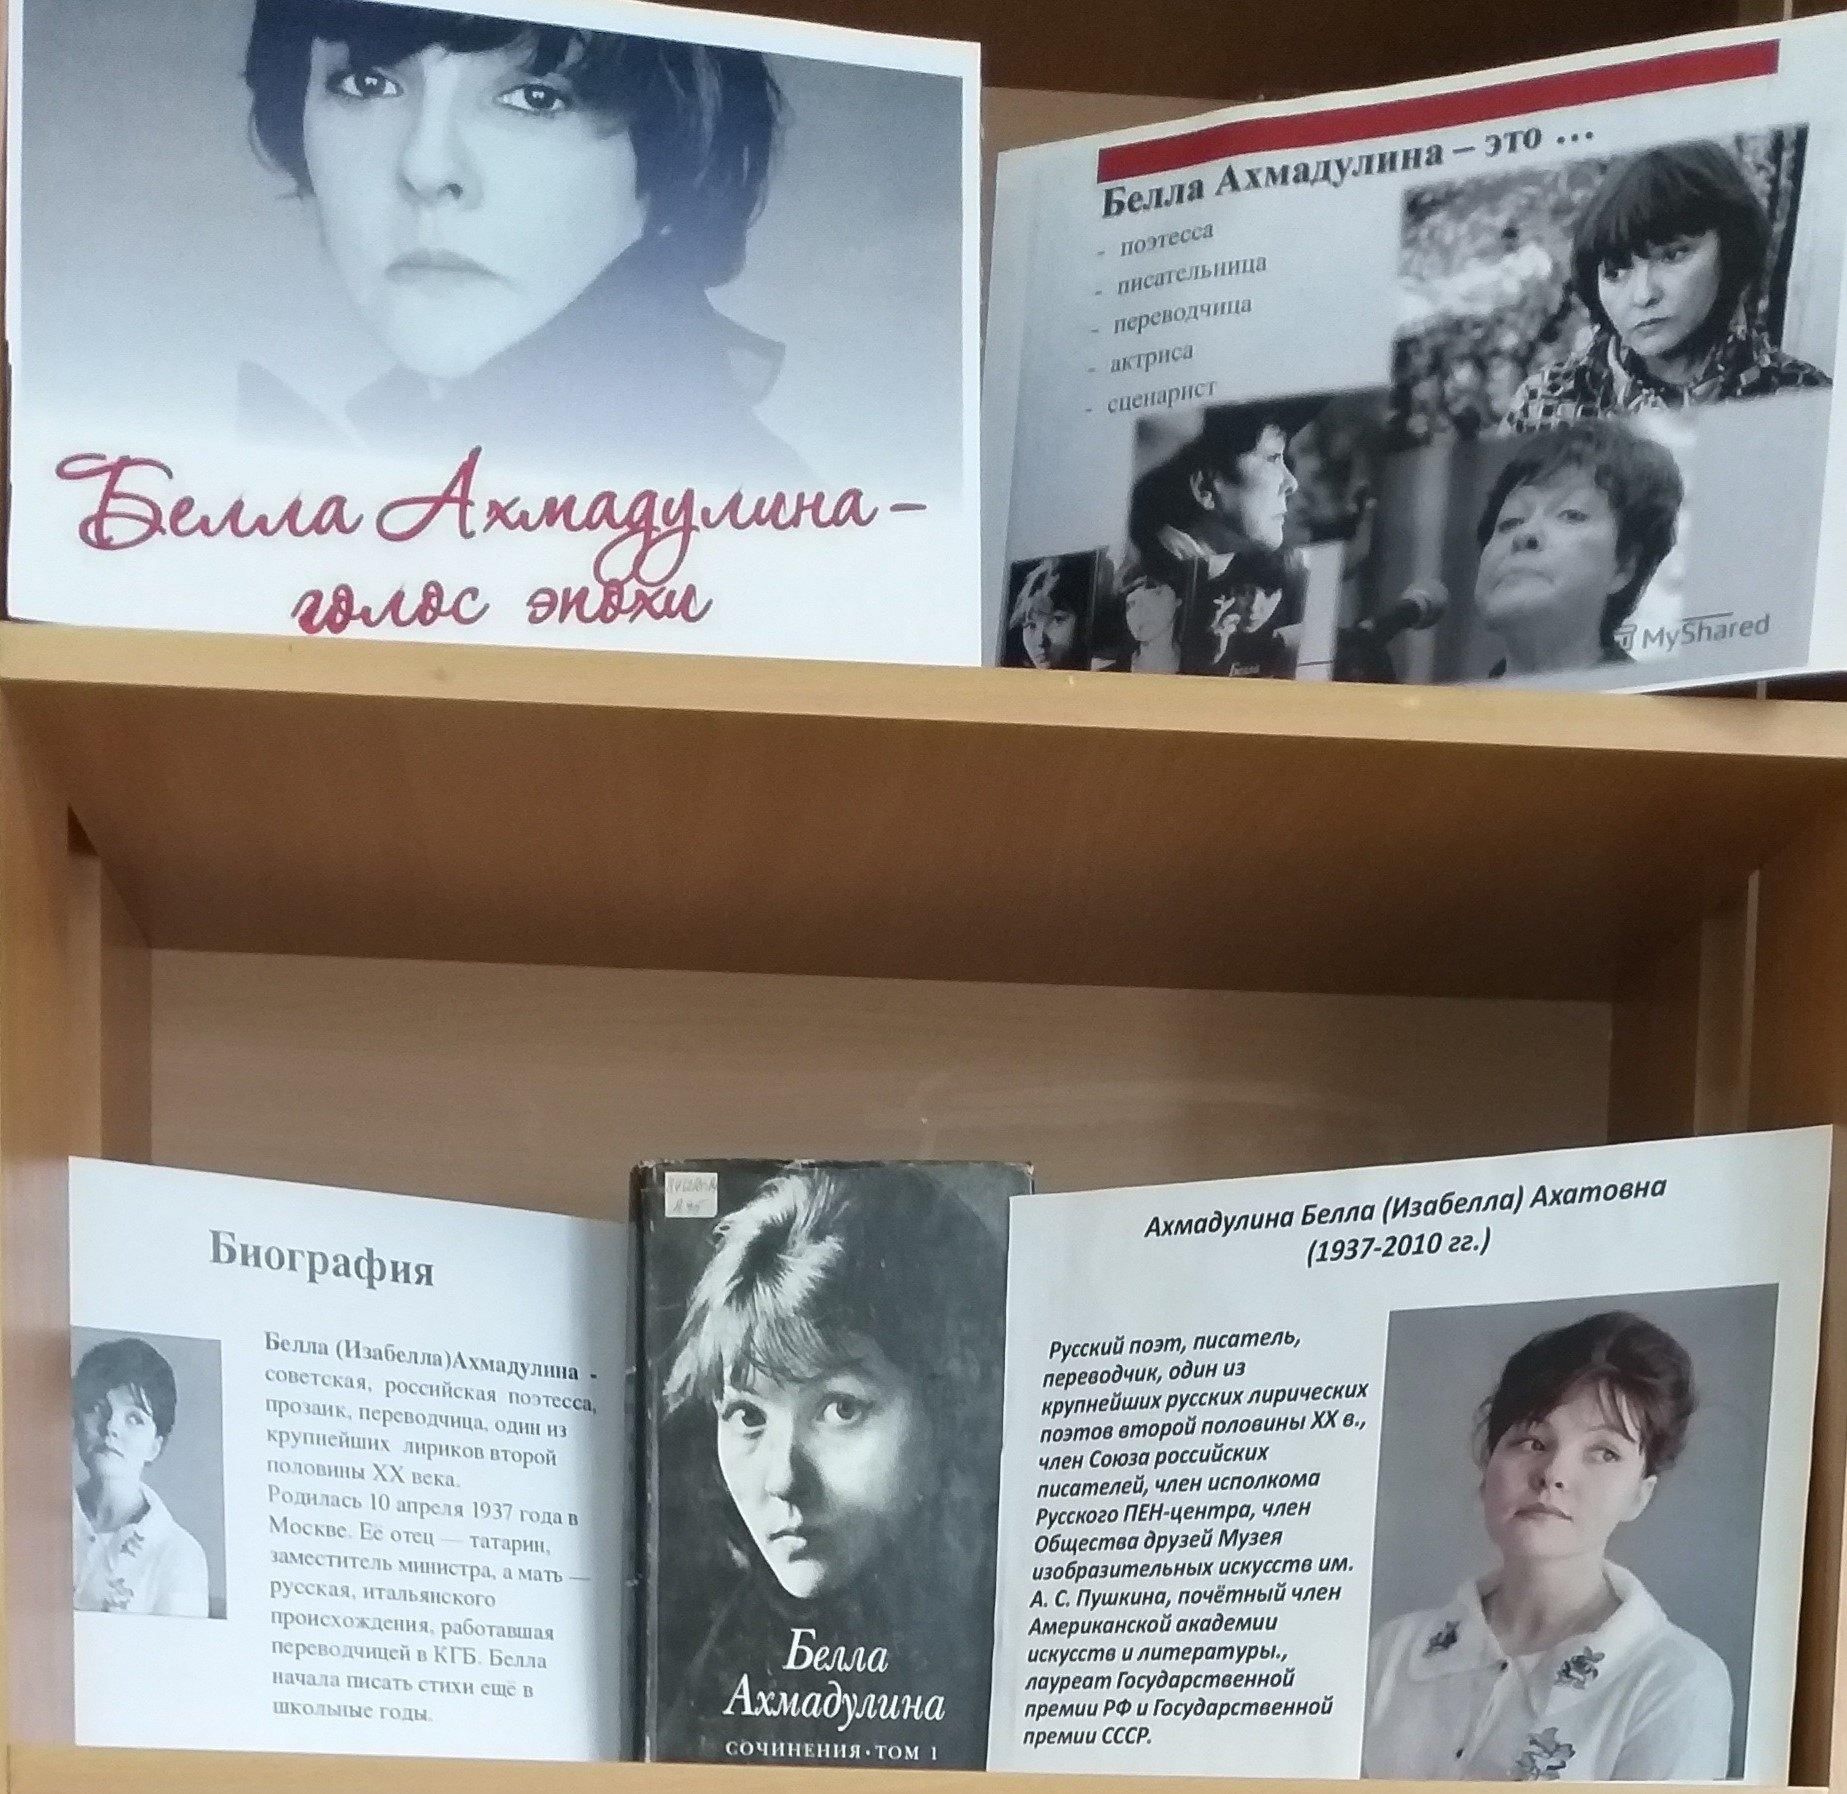 Белла Ахмадулина –
голос эпохи
Белла Ахмадулина – это ...
- поэтесса
- писательница
- переводчица
- актриса
- сценарист
Белла
MyShared
Биография
Белла (Изабелла)Ахмадулина -
советская, российская поэтесса,
прозаик, переводчица, один из
крупнейших лириков второй
половины XX века.
Родилась 10 апреля 1937 года в
Москве. Её отец — татарин,
заместитель министра, а мать —
русская, итальянского
происхождения, работавшая
переводчицей в КГБ. Белла
начала писать стихи ещё в
школьные годы.
Белла
Ахмадулина
СОЧИНЕНИЯ · ТОМ 1
Ахмадулина Белла (Изабелла) Ахатовна
(1937-2010 гг.)
Русский поэт, писатель,
переводчик, один из
крупнейших русских лирических
поэтов второй половины XX в.,
член Союза российских
писателей, член исполкома
Русского ПЕН-центра, член
Общества друзей Музея
изобразительных искусств им.
А. С. Пушкина, почётный член
Американской академии
искусств и литературы.,
лауреат Государственной
премии РФ и Государственной
премии СССР.